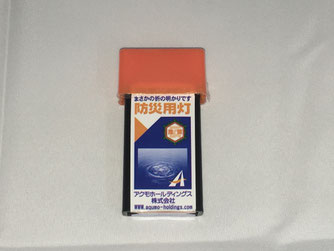 まさかの折の明かりです
防災用灯
A
アクモホールディングス
株式会社
www.aqumo-holdings.com